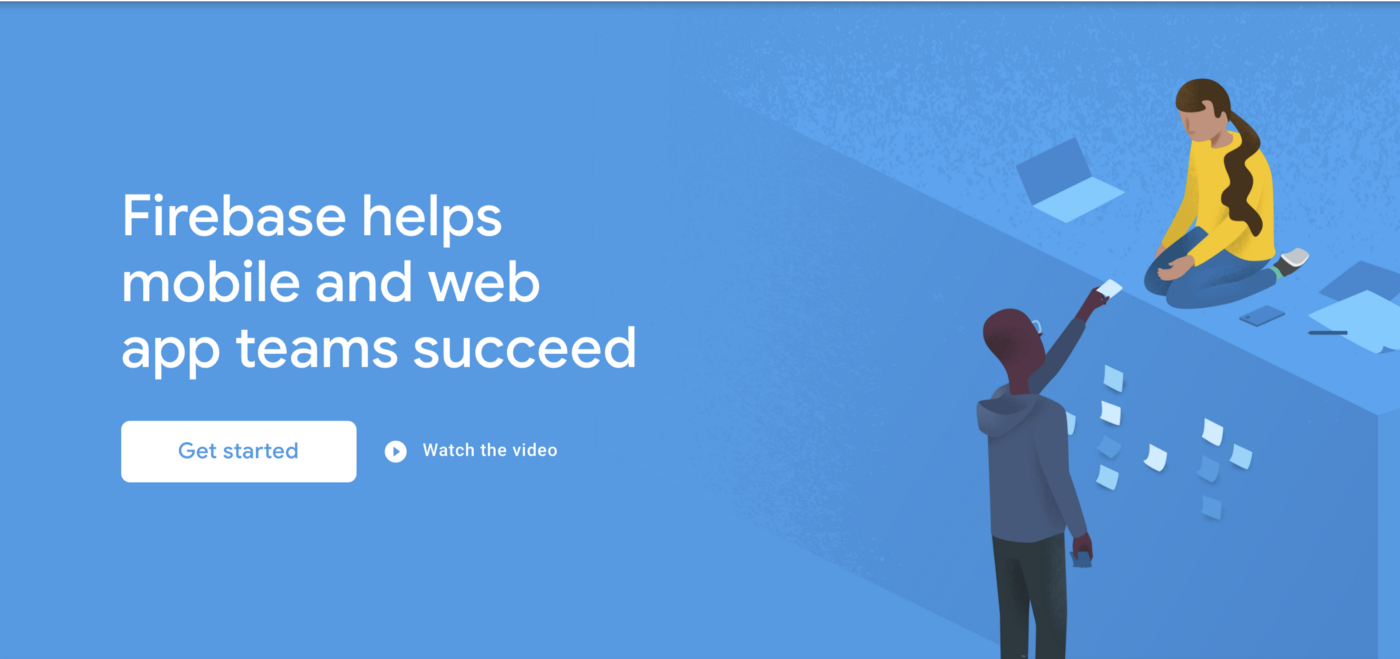 Firebase helps
mobile and web
app teams succeed
Get started
Watch the video